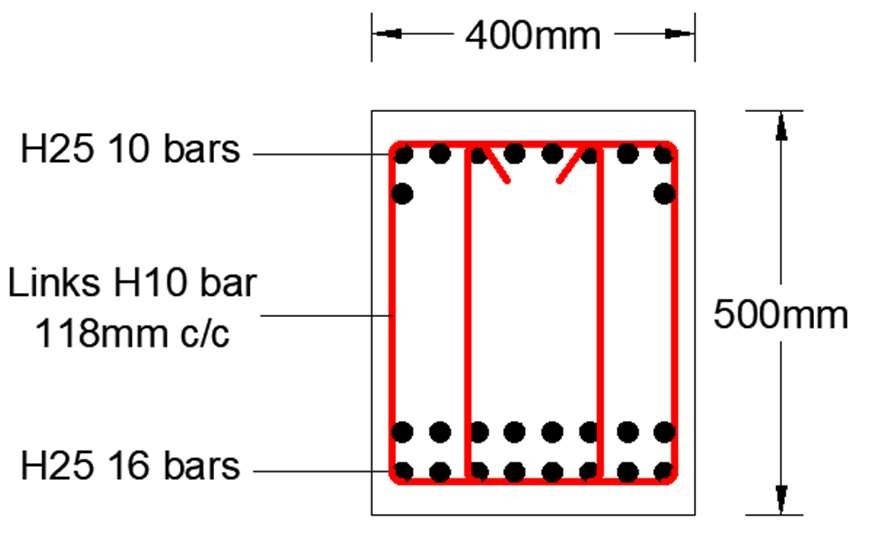 400mm
H25 10 bars
Links H10 bar
118mm c/c
500mm
H25 16 bars